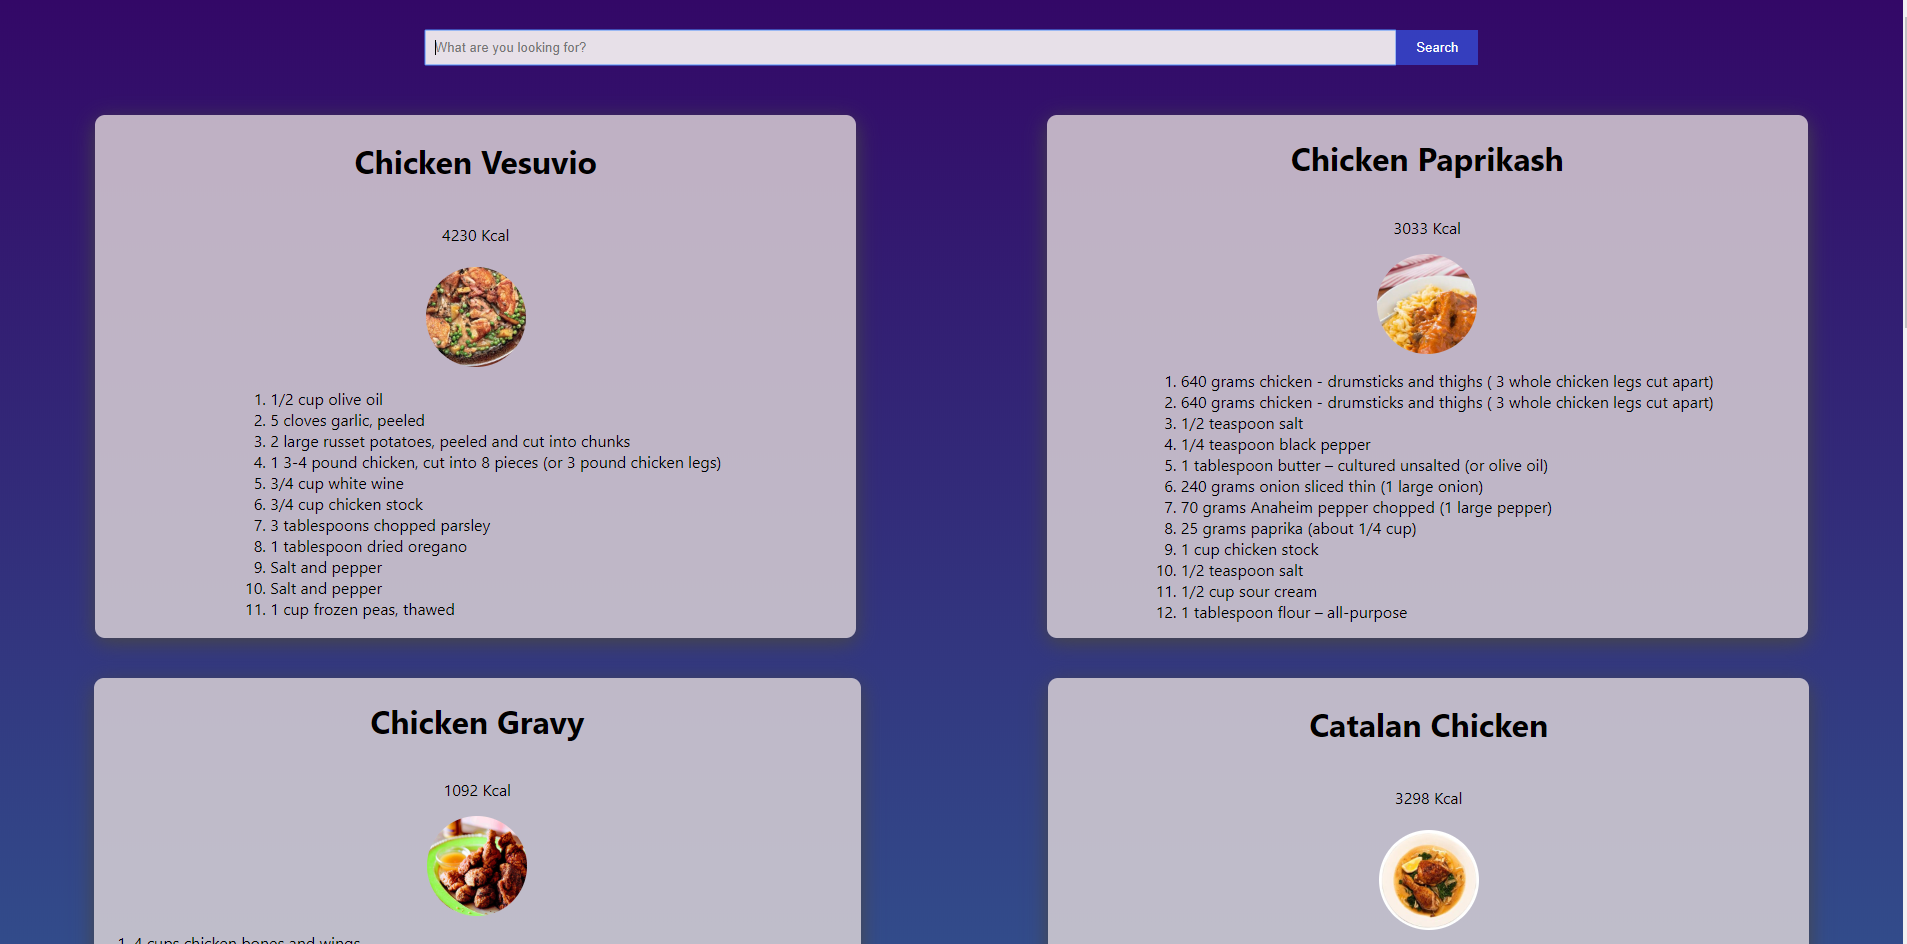 What are you looking for?
Search
Chicken Vesuvio
4230 Kcal
1. 1/2 cup olive oil
2. 5 cloves garlic, peeled
3. 2 large russet potatoes, peeled and cut into chunks
4. 1 3-4 pound chicken, cut into 8 pieces (or 3 pound chicken legs)
5. 3/4 cup white wine
6. 3/4 cup chicken stock
7. 3 tablespoons chopped parsley
8. 1 tablespoon dried oregano
9. Salt and pepper
10. Salt and pepper
11. 1 cup frozen peas, thawed
Chicken Paprikash
3033 Kcal
1. 640 grams chicken - drumsticks and thighs ( 3 whole chicken legs cut apart)
2. 640 grams chicken - drumsticks and thighs ( 3 whole chicken legs cut apart)
3. 1/2 teaspoon salt
4. 1/4 teaspoon black pepper
5. 1 tablespoon butter – cultured unsalted (or olive oil)
6. 240 grams onion sliced thin (1 large onion)
7. 70 grams Anaheim pepper chopped (1 large pepper)
8. 25 grams paprika (about 1/4 cup)
9. 1 cup chicken stock
10. 1/2 teaspoon salt
11. 1/2 cup sour cream
12. 1 tablespoon flour – all-purpose
Chicken Gravy
1092 Kcal
1. 4 cups chicken bones and wings
Catalan Chicken
3298 Kcal